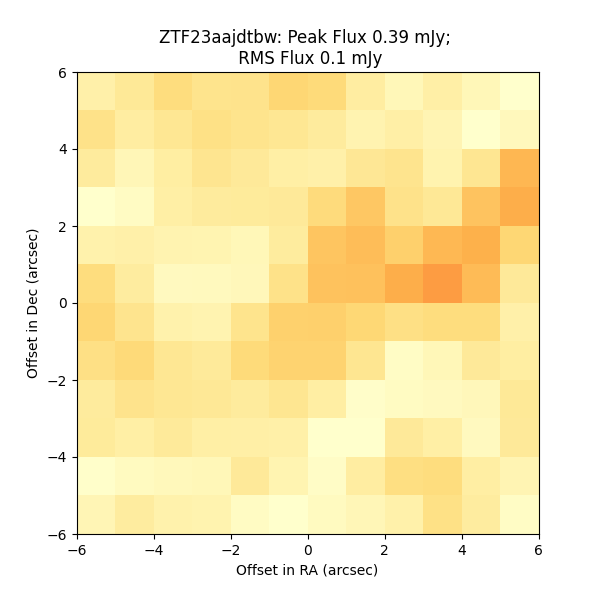 ZTF23aajdtbw: Peak Flux 0.39 mJy;
RMS Flux 0.1 mJy
6
4
2
0
−2
−4
−6
Offset in Dec (arcsec)
−6 −4 −2 0 2 4 6
Offset in RA (arcsec)